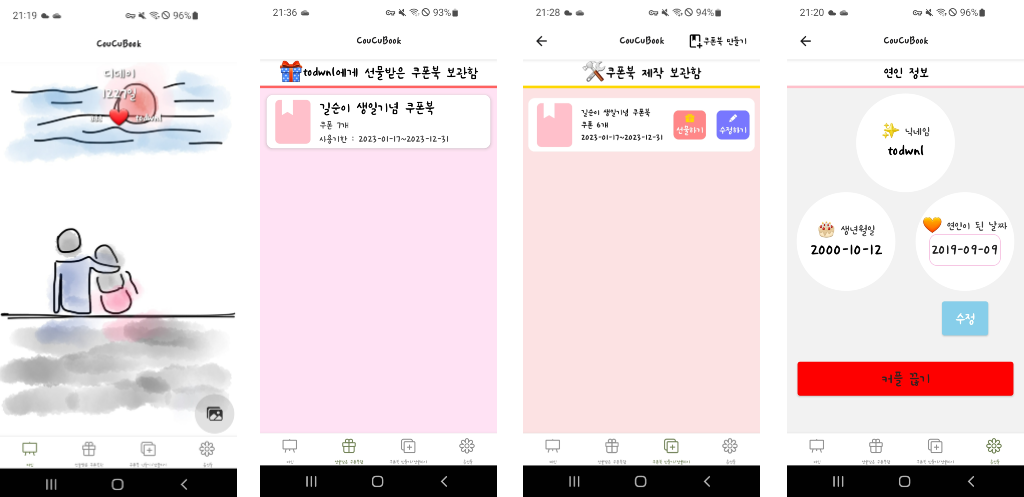 21:19
96%
CouCuBook
디데이
1227일
todwnl
21:36
93%
CouCuBook
todwnl에게 선물받은 쿠폰북 보관함
길순이 생일기념 쿠폰북
쿠폰 7개
사용기한 : 2023-01-17~2023-12-31
21:28
94%
CouCuBook
쿠폰북 만들기
쿠폰북 제작 보관함
길순이 생일기념 쿠폰북
쿠폰 6개
2023-01-17~2023-12-31
선물하기
수정하기
21:20
96%
CouCuBook
연인 정보
닉네임
todwnl
생년월일
2000-10-12
연인이 된 날짜
2019-09-09
수정
커플 끊기